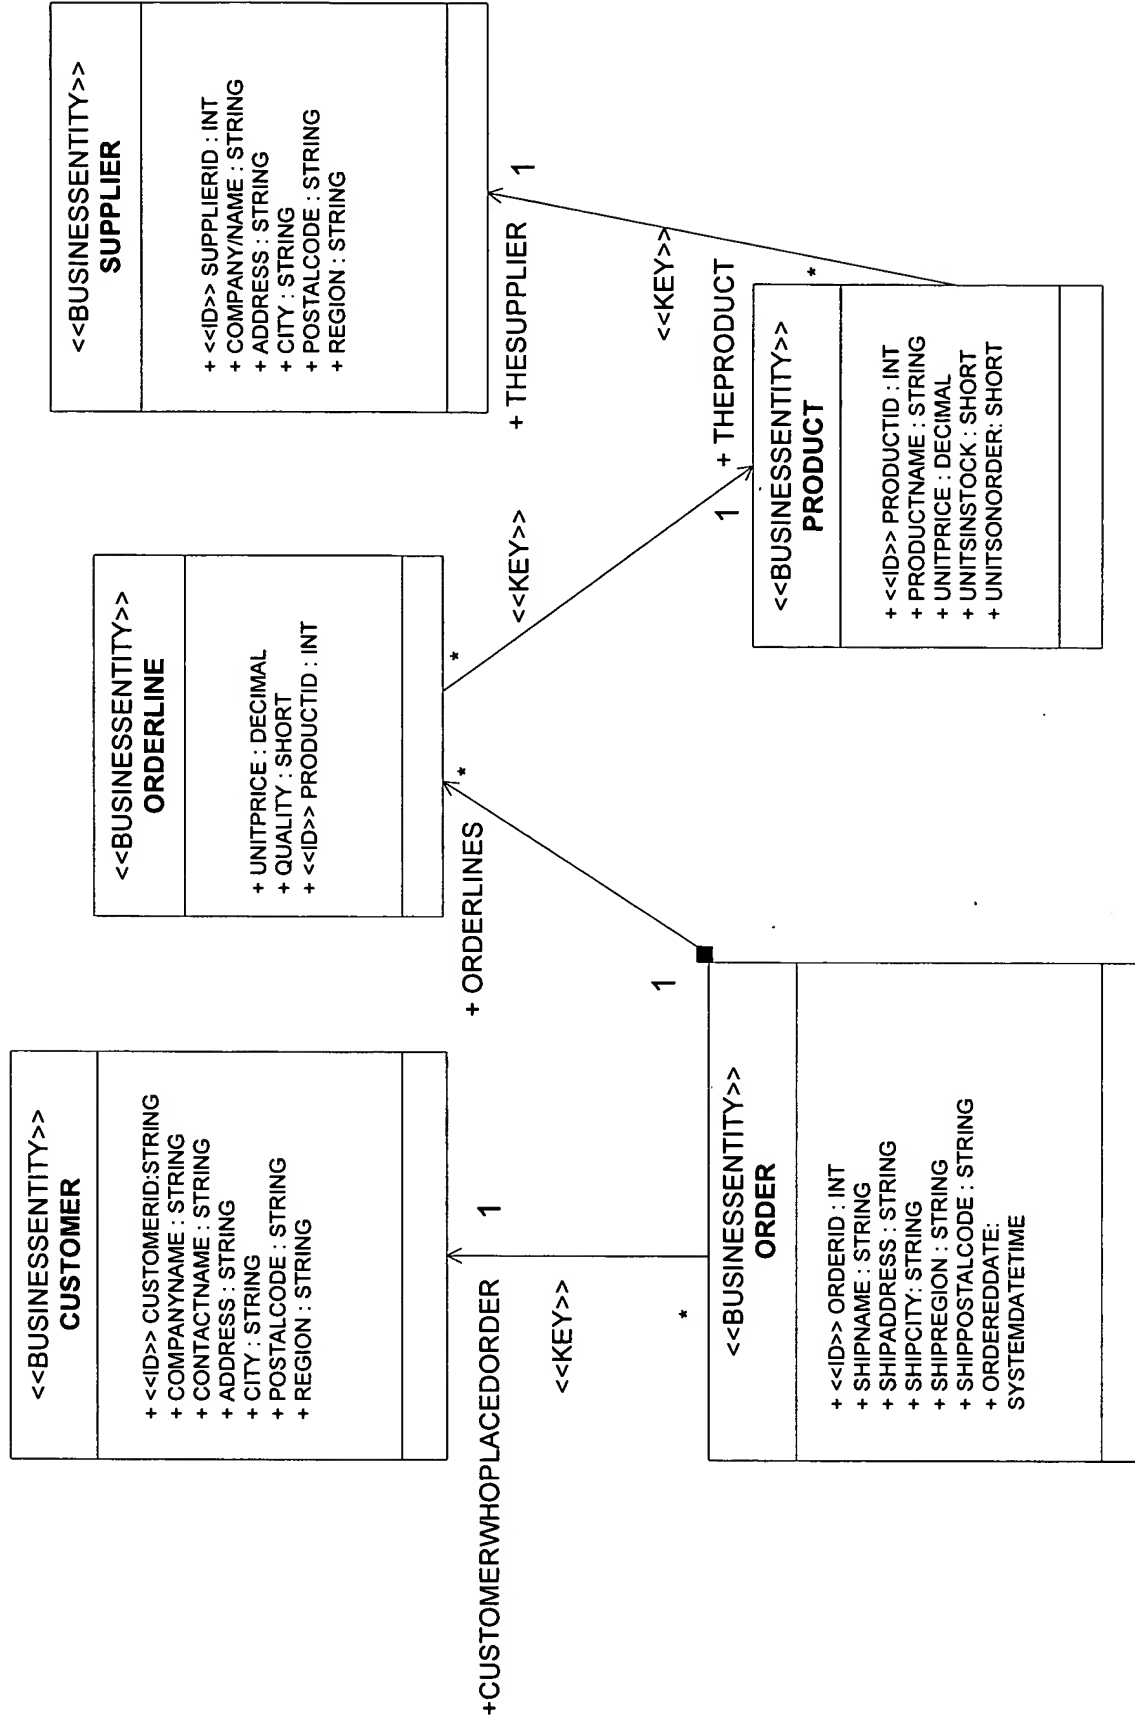 <<BUSINESSENTITY>>
CUSTOMER
+ <<ID>> CUSTOMERID:STRING
+ COMPANYNAME : STRING
+ CONTACTNAME : STRING
+ ADDRESS : STRING
+ CITY : STRING
+ POSTALCODE : STRING
+ REGION : STRING
<<BUSINESSENTITY>>
ORDERLINE
+ UNITPRICE : DECIMAL
+ QUALITY : SHORT
+ <<ID>> PRODUCTID : INT
<<BUSINESSENTITY>>
SUPPLIER
+ <<ID>> SUPPLIERID : INT
+ COMPANY/NAME : STRING
+ ADDRESS : STRING
+ CITY : STRING
+ POSTALCODE : STRING
+ REGION : STRING
+CUSTOMERWHOPLACEDORDER
1
<<KEY>>
*
+ ORDERLINES
*
1
*
<<KEY>>
1
+ THEPRODUCT
+ THESUPPLIER
1
<<KEY>>
*
<<BUSINESSENTITY>>
ORDER
+ <<ID>> ORDERID : INT
+ SHIPNAME : STRING
+ SHIPADDRESS : STRING
+ SHIPCITY: STRING
+ SHIPREGION : STRING
+ SHIPPOSTALCODE : STRING
+ ORDEREDDATE:
SYSTEMDATETIME
<<BUSINESSENTITY>>
PRODUCT
+ <<ID>> PRODUCTID : INT
+ PRODUCTNAME : STRING
+ UNITPRICE : DECIMAL
+ UNITSINSTOCK : SHORT
+ UNITSONORDER: SHORT